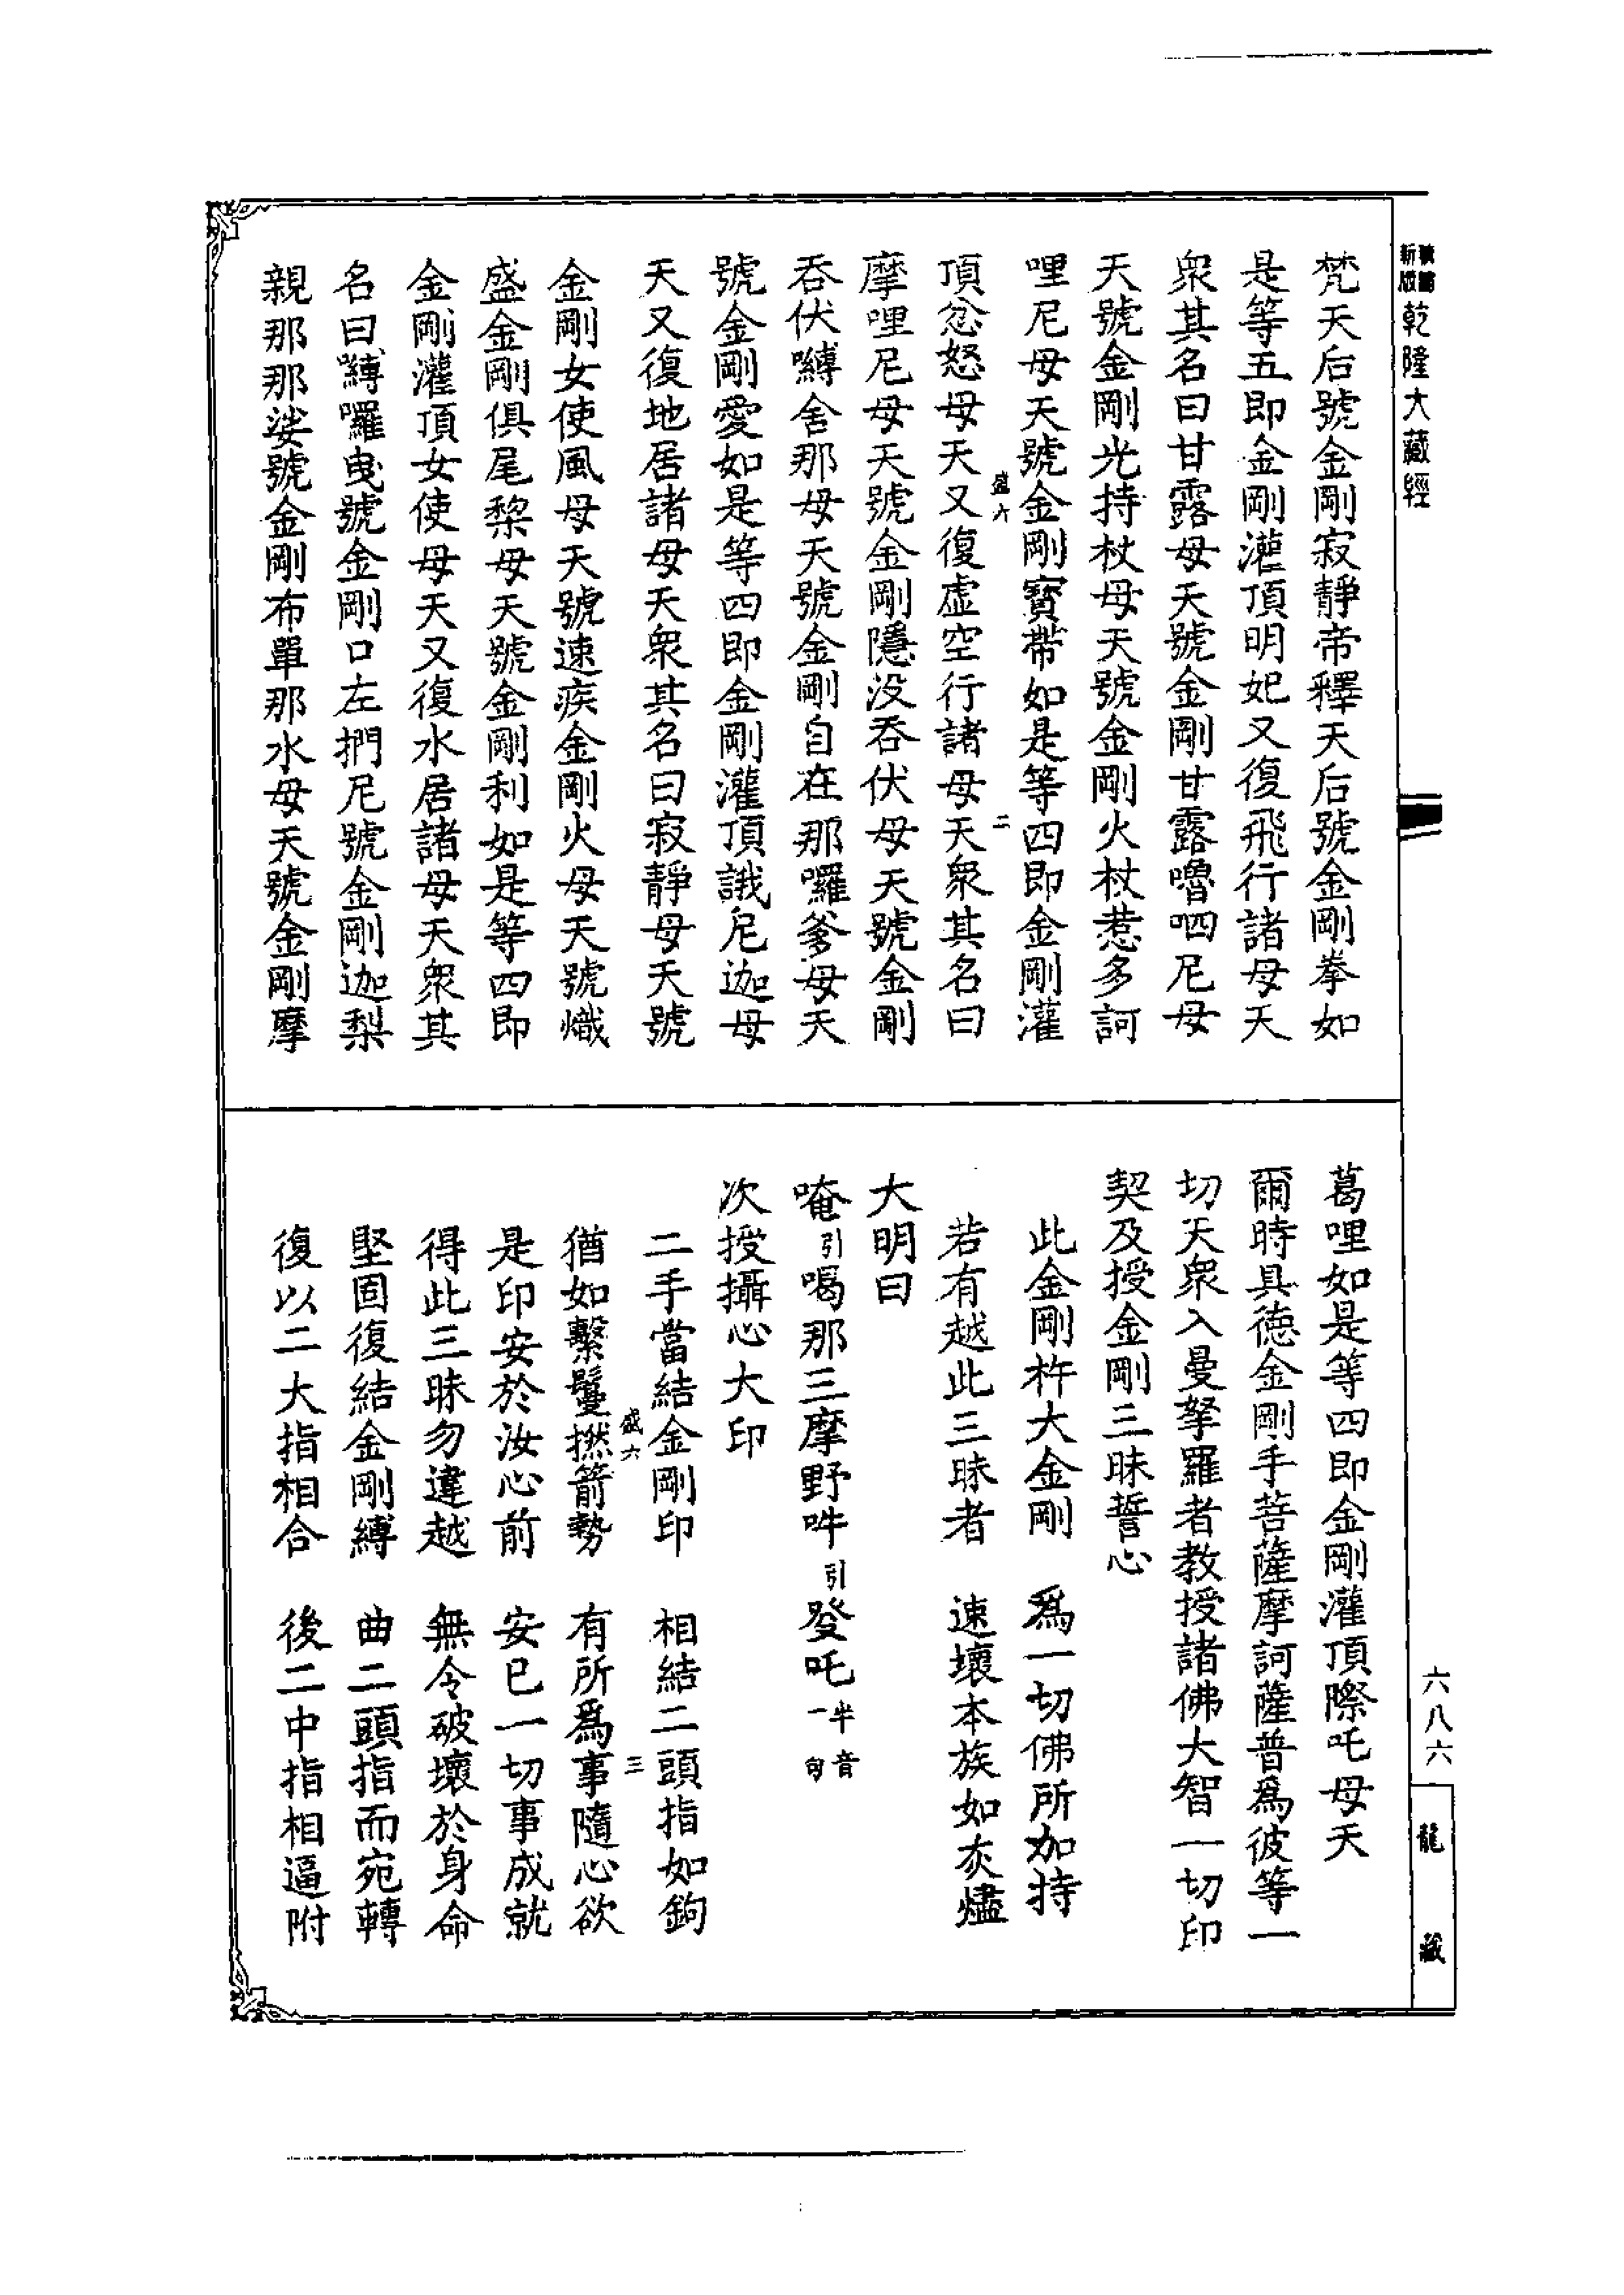 新版
乾隆大藏經
梵天后號金剛寂靜帝釋天后號金剛拳如
是等五即金剛灌頂明妃又復飛行諸母天
眾其名曰甘露母天號金剛甘露嚕呬尼母
天號金剛光持杖母天號金剛火杖惹多訶
哩尼母天號金剛寶帶如是等四即金剛灌
盛六
二
頂忿怒母天又復虛空行諸母天眾其名曰
摩哩尼母天號金剛隱没吞伏母天號金剛
吞伏嚩舍那母天號金剛自在那囉爹母天
號金剛愛如是等四即金剛灌頂誐尼迦母
天又復地居諸母天眾其名曰寂靜母天號
金剛女使風母天號速疾金剛火母天號熾
盛金剛俱尾棃母天號金剛利如是等四即
金剛灌頂女使母天又復水居諸母天眾其
名曰嚩囉曳號金剛口左捫尼號金剛迦梨
親那那娑號金剛布單那水母天號金剛摩
葛哩如是等四即金剛灌頂際吒母天
爾時具德金剛手菩薩摩訶薩普爲彼等一
切天眾入曼拏羅者教授諸佛大智一切印
契及授金剛三昧誓心
此金剛杵大金剛　爲一切佛所加持
若有越此三昧者　速壞本族如灰燼
大明曰
唵引喝那三摩野吽引發吒半音一句
次授攝心大印
二手當結金剛印　相結二頭指如鉤
盛六
三
猶如繫鬘撚箭勢　有所爲事隨心欲
是印安於汝心前　安已一切事成就
得此三昧勿違越　無令破壞於身命
堅固復結金剛縛　曲二頭指而宛轉
復以二大指相合　後二中指相逼附
六八六
龍藏